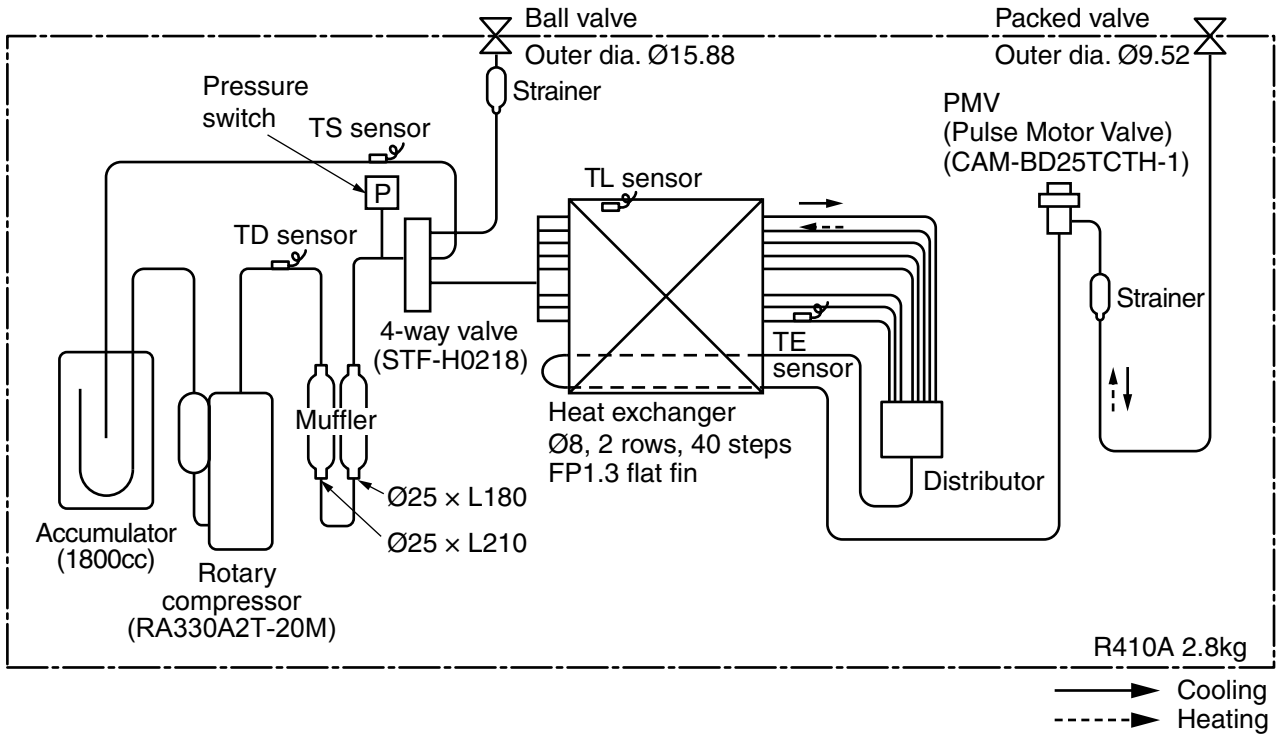 Ball valve
Outer dia. Ø15.88
Packed valve
Outer dia. Ø9.52
Strainer
Pressure
switch
TS sensor
P
TD sensor
TL sensor
PMV
(Pulse Motor Valve)
(CAM-BD25TCTH-1)
Strainer
4-way valve
(STF-H0218)
TE
sensor
Muffler
Heat exchanger
Ø8, 2 rows, 40 steps
FP1.3 flat fin
Distributor
Ø25 × L180
Ø25 × L210
Accumulator
(1800cc)
Rotary
compressor
(RA330A2T-20M)
R410A 2.8kg
Cooling
Heating